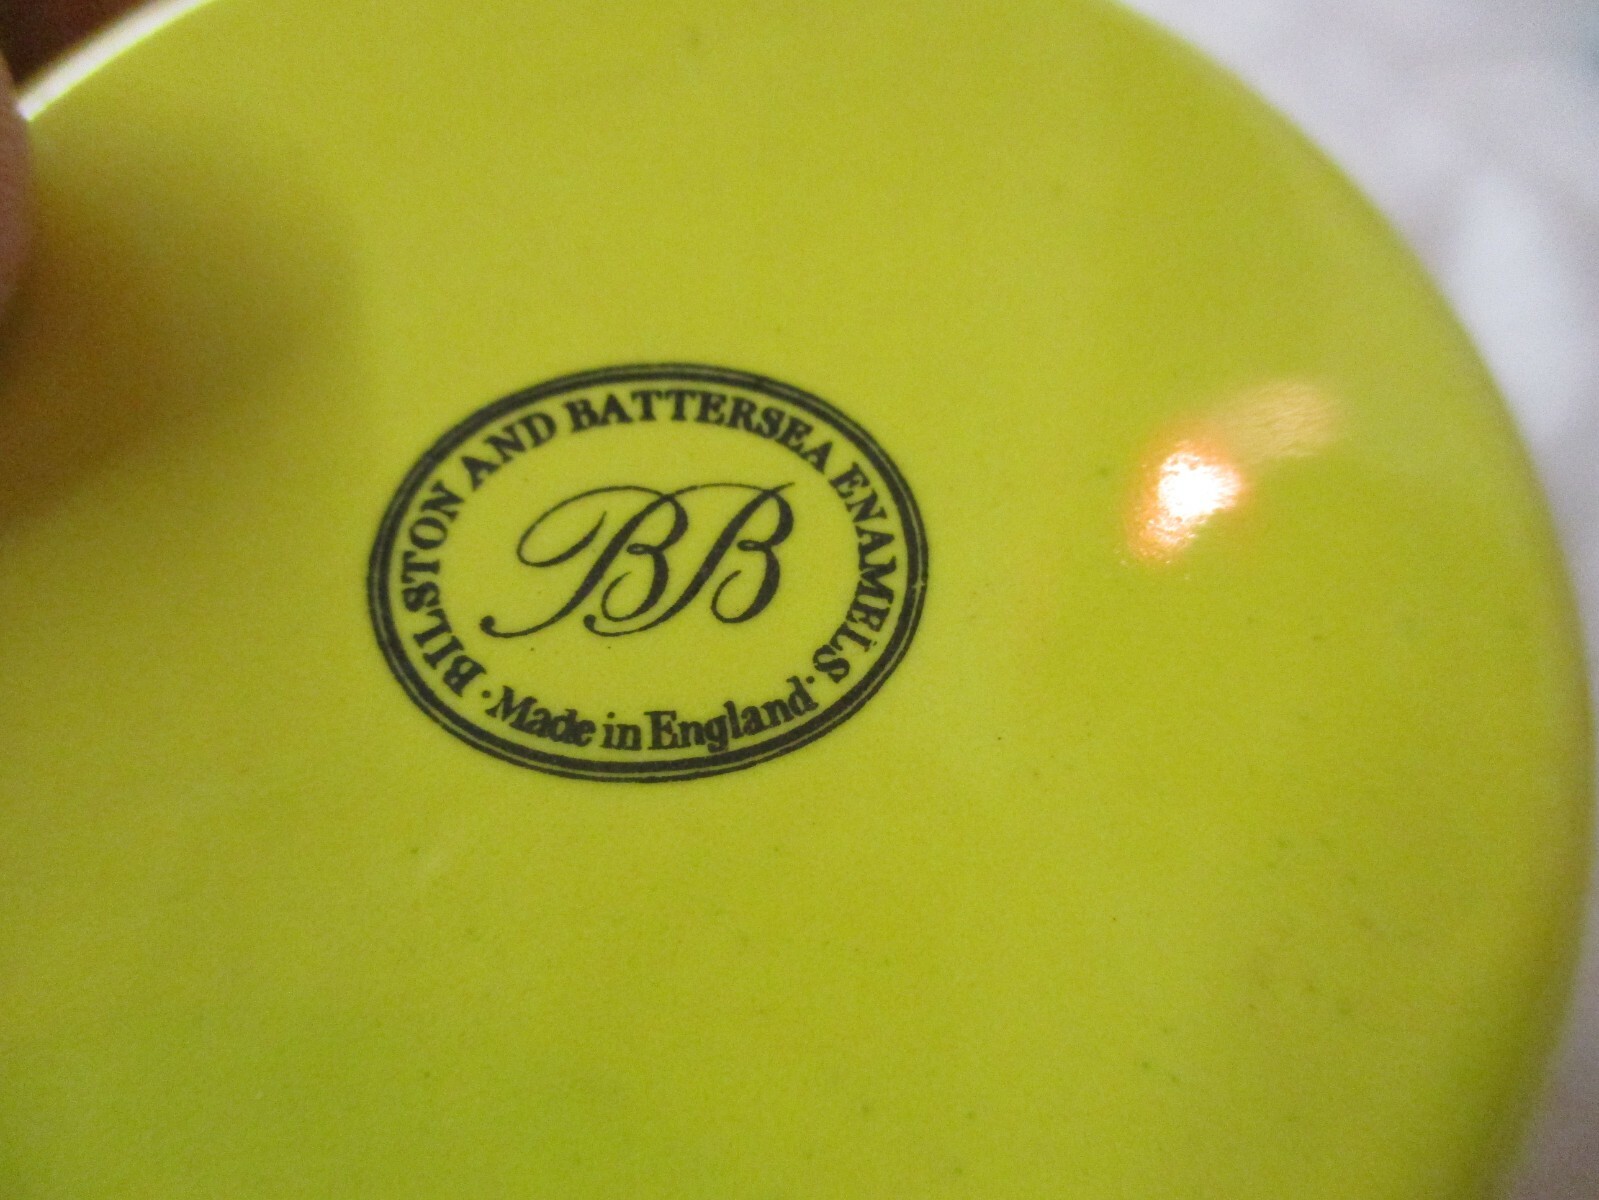 BILSTON AND BATTERSEA ENAMELS
BB
· Made in England ·